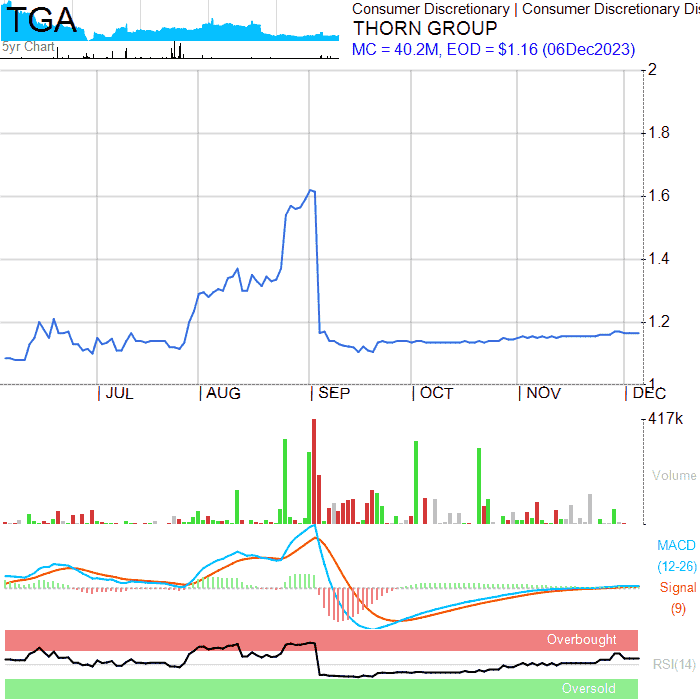 TGA
5yr Chart
Consumer Discretionary | Consumer Discretionary Dis
THORN GROUP
MC = 40.2M, EOD = $1.16 (06Dec2023)
2
1.8
1.6
1.4
1.2
1
JUL
AUG
SEP
OCT
NOV
DEC
417k
Volume
MACD
(12-26)
Signal
(9)
Overbought
RSI(14)
Oversold